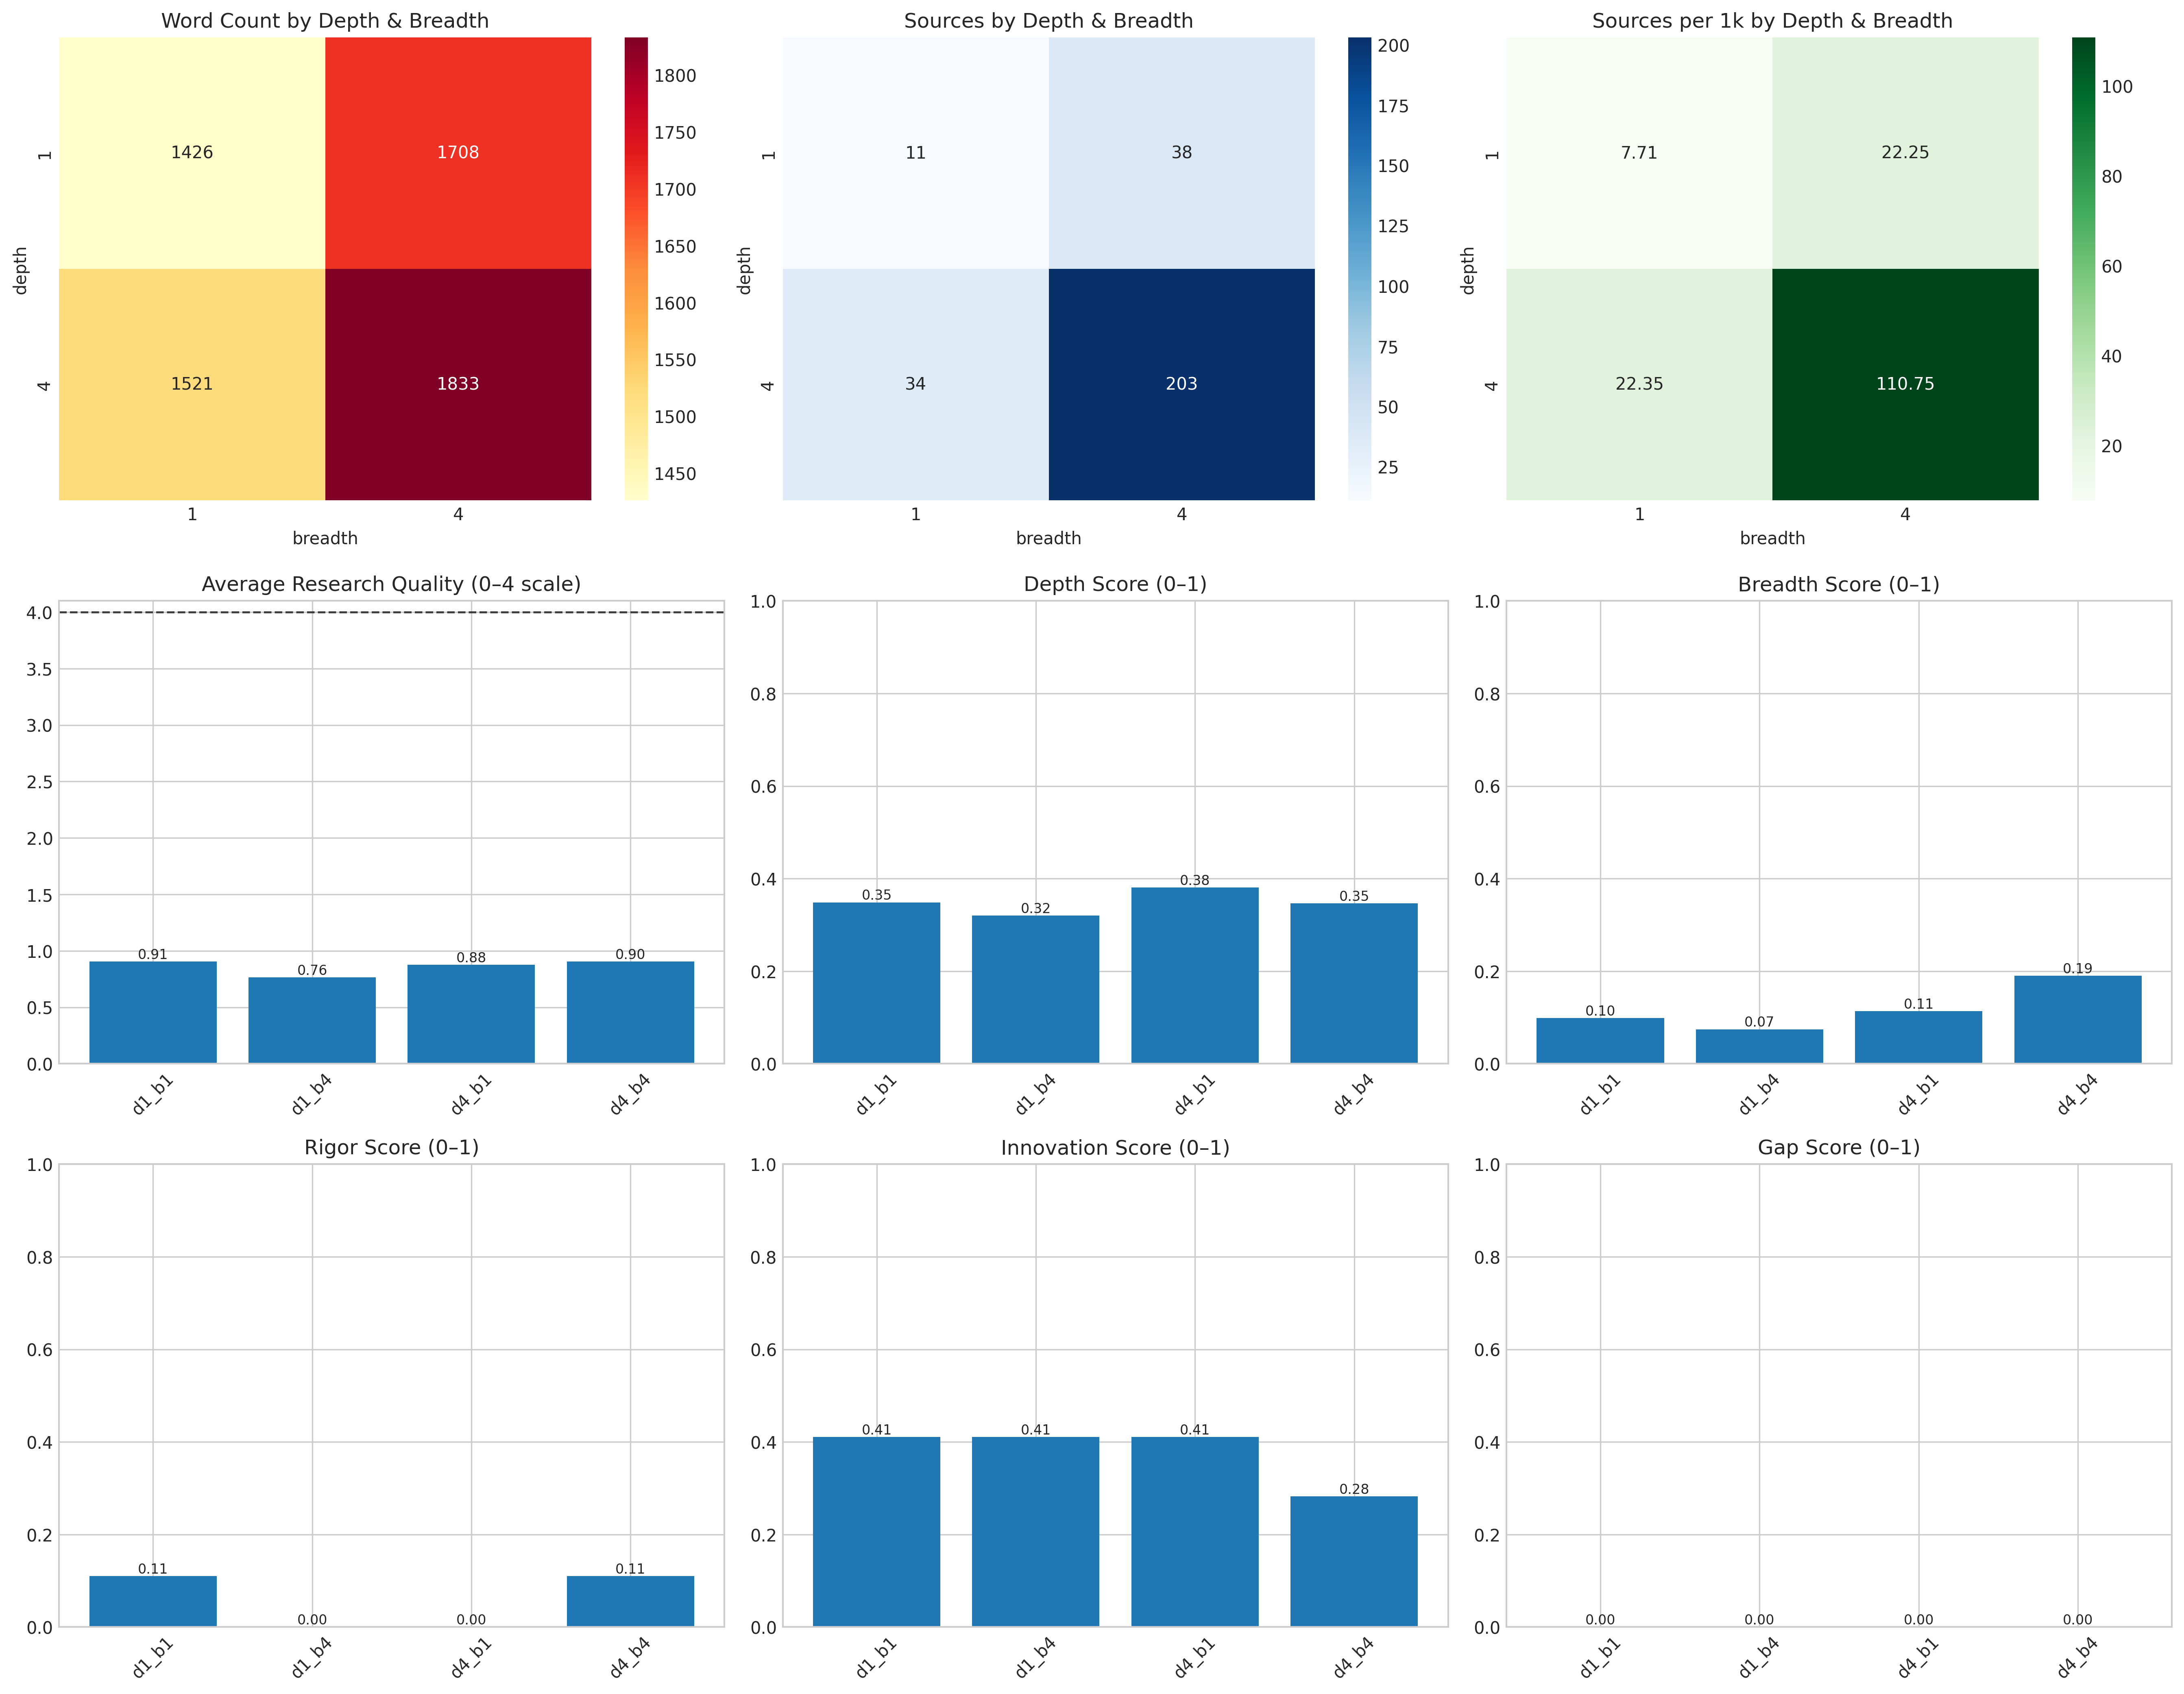 Word Count by Depth & Breadth
1426
1708
1521
1833
1
4
depth
1
4
breadth
1800
1750
1700
1650
1600
1550
1500
1450
Sources by Depth & Breadth
11
38
34
203
1
4
depth
1
4
breadth
200
175
150
125
100
75
50
25
Sources per 1k by Depth & Breadth
7.71
22.25
22.35
110.75
1
4
depth
1
4
breadth
100
80
60
40
20
Average Research Quality (0–4 scale)
4.0
3.5
3.0
2.5
2.0
1.5
1.0
0.5
0.0
0.91
0.76
0.88
0.90
d1_b1
d1_b4
d4_b1
d4_b4
Depth Score (0–1)
1.0
0.8
0.6
0.4
0.2
0.0
0.35
0.32
0.38
0.35
d1_b1
d1_b4
d4_b1
d4_b4
Breadth Score (0–1)
1.0
0.8
0.6
0.4
0.2
0.0
0.10
0.07
0.11
0.19
d1_b1
d1_b4
d4_b1
d4_b4
Rigor Score (0–1)
1.0
0.8
0.6
0.4
0.2
0.0
0.11
0.00
0.00
0.11
d1_b1
d1_b4
d4_b1
d4_b4
Innovation Score (0–1)
1.0
0.8
0.6
0.4
0.2
0.0
0.41
0.41
0.41
0.28
d1_b1
d1_b4
d4_b1
d4_b4
Gap Score (0–1)
1.0
0.8
0.6
0.4
0.2
0.0
0.00
0.00
0.00
0.00
d1_b1
d1_b4
d4_b1
d4_b4